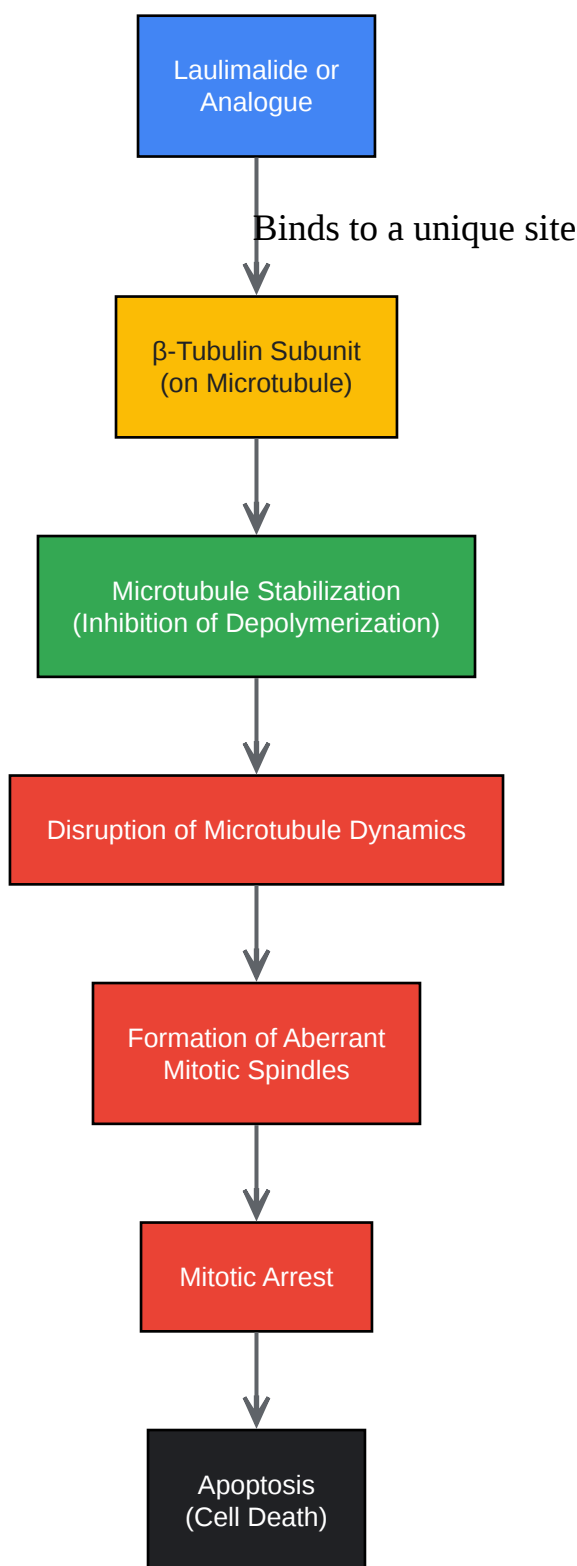 Laulimalide or
Analogue
Binds to a unique site
β-Tubulin Subunit
(on Microtubule)
Microtubule Stabilization
(Inhibition of Depolymerization)
Disruption of Microtubule Dynamics
Formation of Aberrant
Mitotic Spindles
Mitotic Arrest
Apoptosis
(Cell Death)